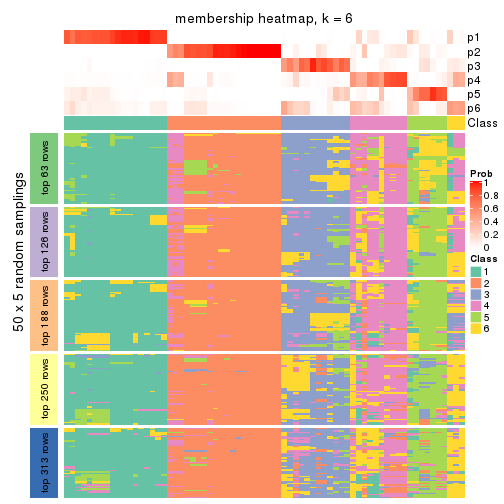 membership heatmap, k = 6
p1
p2
p3
p4
p5
p6
Class
50 x 5 random samplings
top 63 rows
top 126 rows
top 188 rows
top 250 rows
top 313 rows
Prob
1
0.8
0.6
0.4
0.2
0
Class
1
2
3
4
5
6